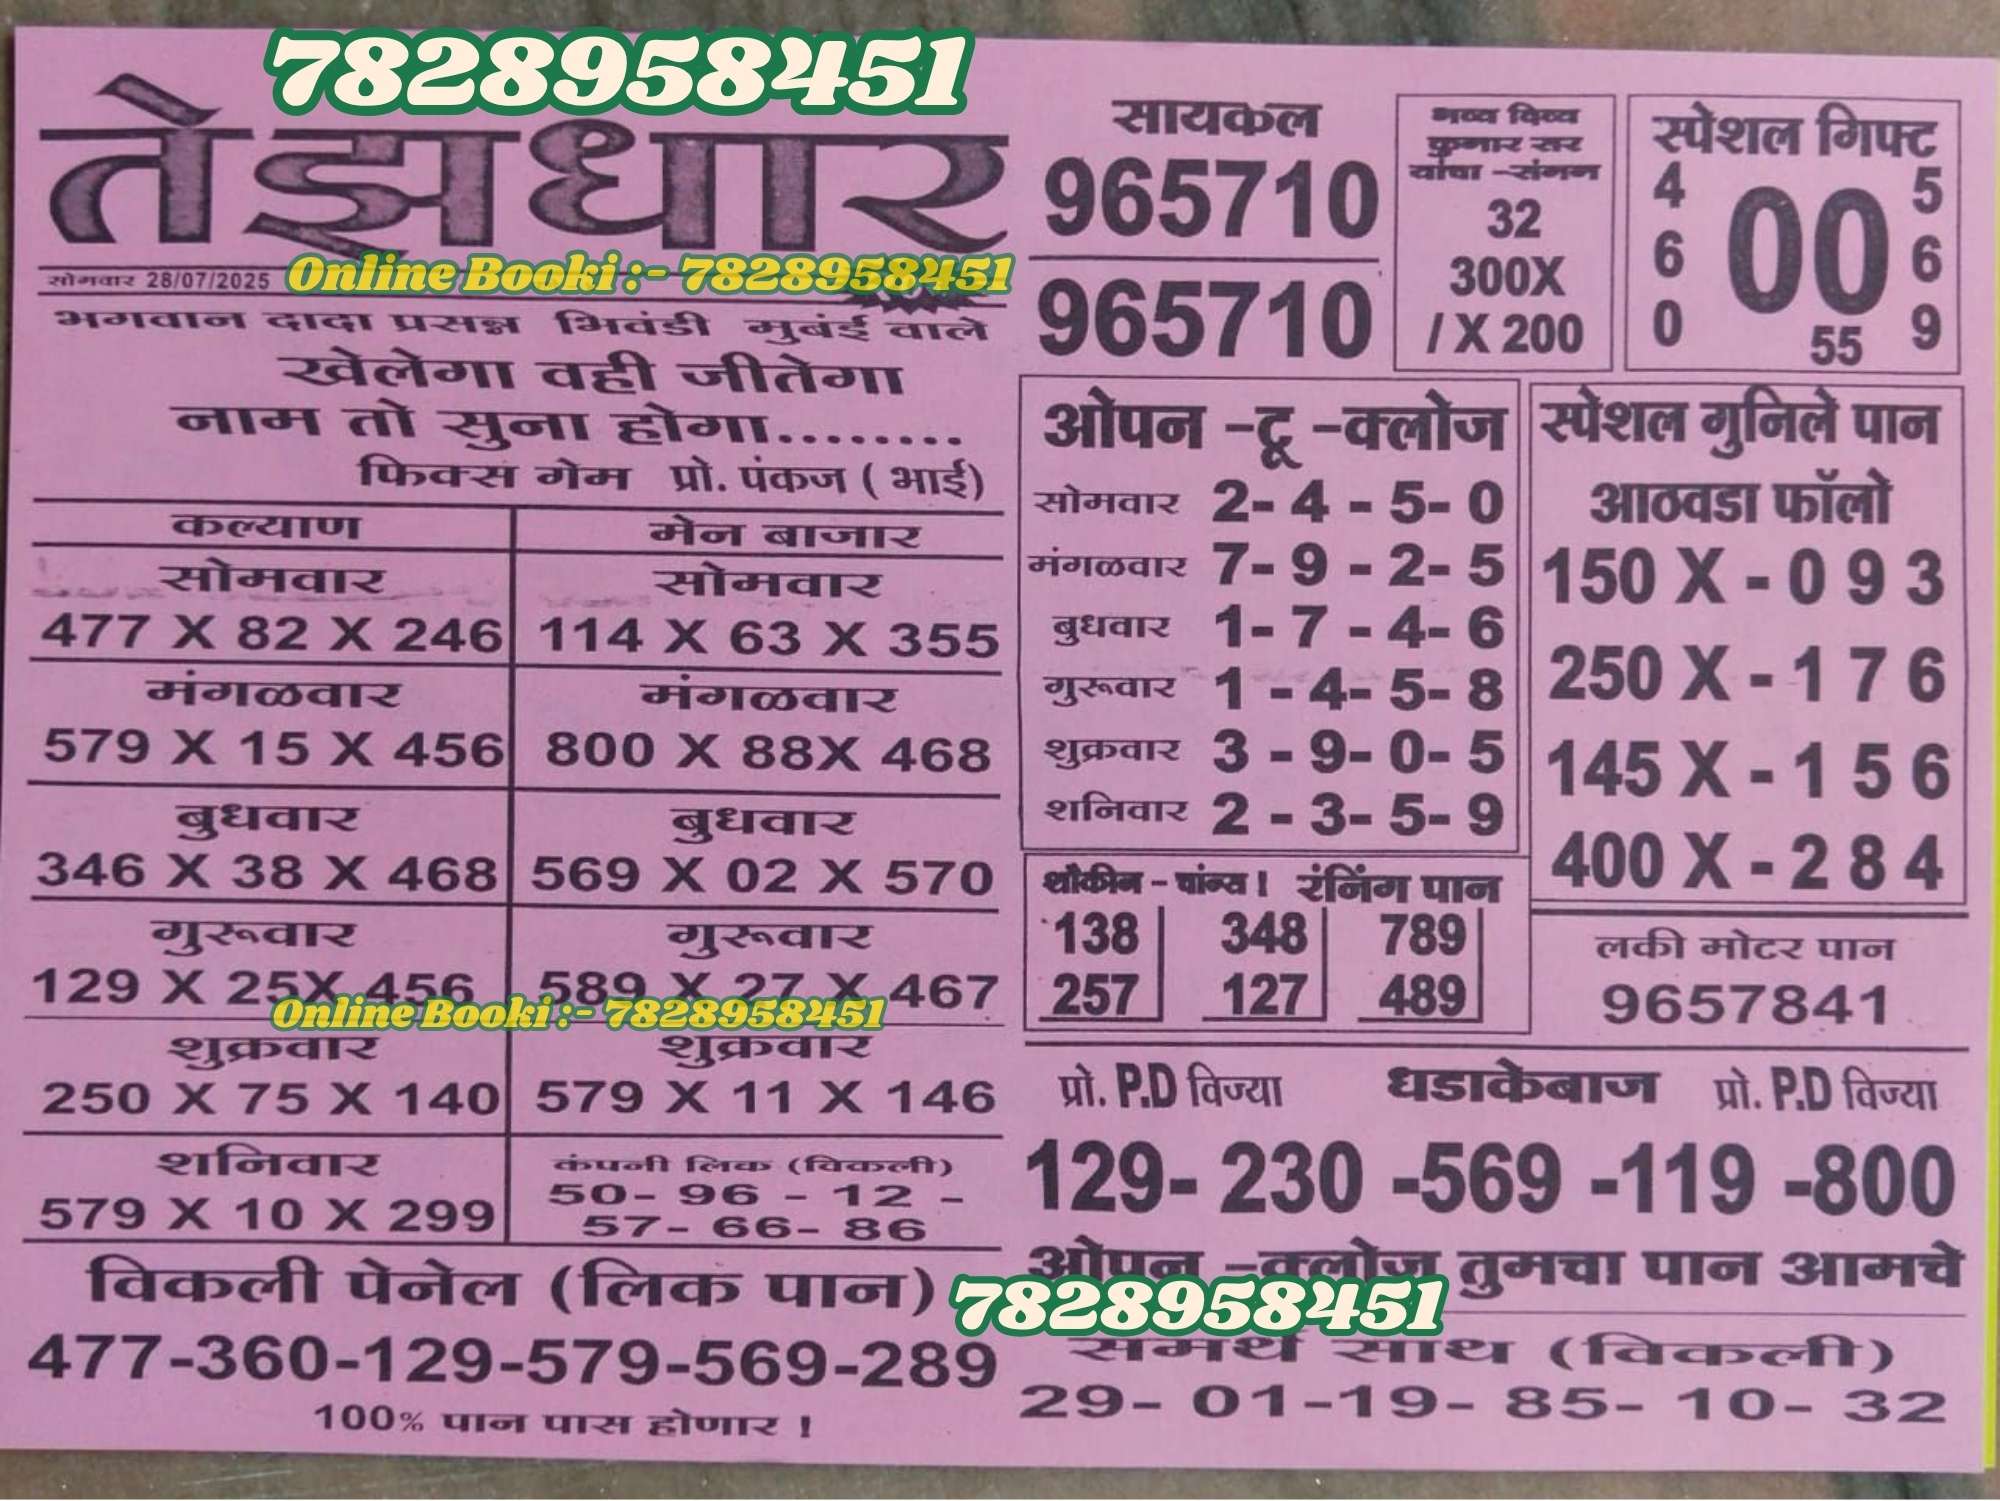 7828958451
तेझधार
सोमवार 28/07/2025
Online Booki :- 7828958451
भगवान दादा प्रसन्न भिवंडी मुबंई वाले
खेलेगा वही जीतेगा
नाम तो सुना होगा........
फिक्स गेम प्रो. पंकज ( भाई)
कल्याण
सोमवार
477 X 82 X 246
मंगळवार
579 X 15 X 456
बुधवार
346 X 38 X 468
गुरूवार
129 X 25X 456
शुक्रवार
250 X 75 X 140
शनिवार
579 X 10 X 299
मेन बाजार
सोमवार
114 X 63 X 355
मंगळवार
800 X 88X 468
बुधवार
569 X 02 X 570
गुरूवार
589 X 27 X 467
Online Booki :- 7828958451
शुक्रवार
579 X 11 X 146
कंपनी लिक (विकली)
50- 96 - 12 -
57- 66- 86
विकली पेनेल (लिक पान)
477-360-129-579-569-289
100% पान पास होणार !
सायकल
965710
965710
भव्य दिव्य
कुमार सर
यांचा -संगन
32
300X
/ X 200
स्पेशल गिफ्ट
4 5
6 00 6
0 55 9
ओपन -टू -क्लोज
सोमवार 2- 4 - 5- 0
मंगळवार 7- 9 - 2- 5
बुधवार 1- 7 - 4- 6
गुरूवार 1 - 4- 5- 8
शुक्रवार 3 - 9- 0- 5
शनिवार 2 - 3- 5- 9
स्पेशल गुनिले पान
आठवडा फॉलो
150 X - 0 9 3
250 X - 1 7 6
145 X - 1 5 6
400 X - 2 8 4
शौकीन - चांन्स ! रंनिंग पान
138 348 789
257 127 489
लकी मोटर पान
9657841
प्रो. P.D विज्या धडाकेबाज प्रो. P.D विज्या
129- 230 -569 -119 -800
ओपन -क्लोज तुमचा पान आमचे
7828958451
समर्थ साथ (विकली)
29- 01-19- 85- 10- 32